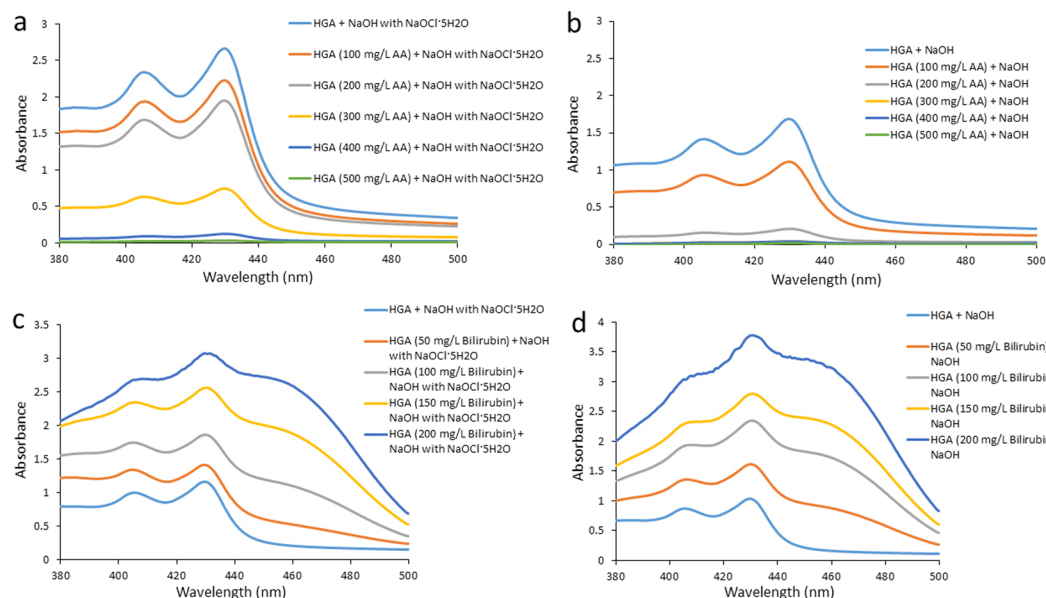 a
3
2.5
2
1.5
1
0.5
0
380
400
420
440
460
480
500
Absorbance
Wavelength (nm)
HGA + NaOH with NaOCl·5H2O
HGA (100 mg/L AA) + NaOH with NaOCl·5H2O
HGA (200 mg/L AA) + NaOH with NaOCl·5H2O
HGA (300 mg/L AA) + NaOH with NaOCl·5H2O
HGA (400 mg/L AA) + NaOH with NaOCl·5H2O
HGA (500 mg/L AA) + NaOH with NaOCl·5H2O
b
3
2.5
2
1.5
1
0.5
0
380
400
420
440
460
480
500
Absorbance
Wavelength (nm)
HGA + NaOH
HGA (100 mg/L AA) + NaOH
HGA (200 mg/L AA) + NaOH
HGA (300 mg/L AA) + NaOH
HGA (400 mg/L AA) + NaOH
HGA (500 mg/L AA) + NaOH
c
3.5
3
2.5
2
1.5
1
0.5
0
380
400
420
440
460
480
500
Absorbance
Wavelength (nm)
HGA + NaOH with NaOCl·5H2O
HGA (50 mg/L Bilirubin) + NaOH
with NaOCl·5H2O
HGA (100 mg/L Bilirubin) +
NaOH with NaOCl·5H2O
HGA (150 mg/L Bilirubin) +
NaOH with NaOCl·5H2O
HGA (200 mg/L Bilirubin) +
NaOH with NaOCl·5H2O
d
4
3.5
3
2.5
2
1.5
1
0.5
0
380
400
420
440
460
480
500
Absorbance
Wavelength (nm)
HGA + NaOH
HGA (50 mg/L Bilirubin)
NaOH
HGA (100 mg/L Bilirubin
NaOH
HGA (150 mg/L Bilirubin
NaOH
HGA (200 mg/L Bilirubin
NaOH